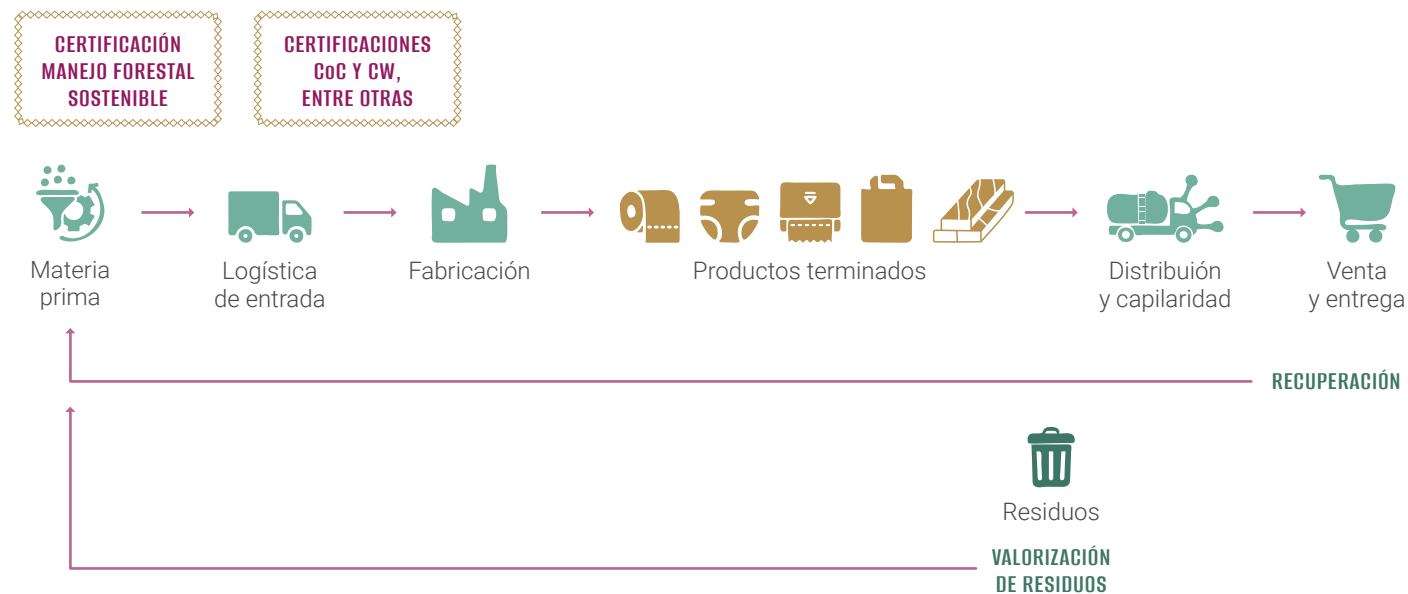 CERTIFICACIÓN
MANEJO FORESTAL
SOSTENIBLE
CERTIFICACIONES
CoC Y CW,
ENTRE OTRAS
Materia
prima
Logística
de entrada
Fabricación
Productos terminados
Distribuión
y capilaridad
Venta
y entrega
RECUPERACIÓN
Residuos
VALORIZACIÓN
DE RESIDUOS